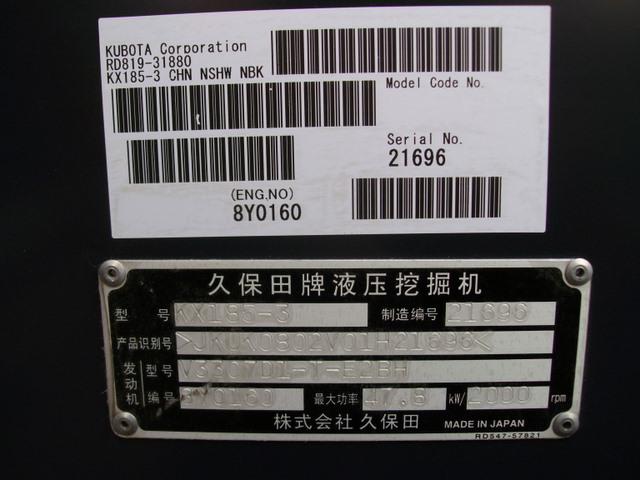 KUBOTA Corporation
RD819-31880
KX185-3 CHN NSHW NBK
Model Code No.
Serial No.
21696
(ENG,NO)
8Y0160
久保田牌液压挖掘机
型号 KX185-3 制造编号 21696
产品识别号 >JKUK0802V01H21696<
发动机 型号 V3307DI-T-E2BH
编号 8Y0160 最大功率 47.8 kW/ 2000 rpm
株式会社久保田
MADE IN JAPAN
RD547-57821